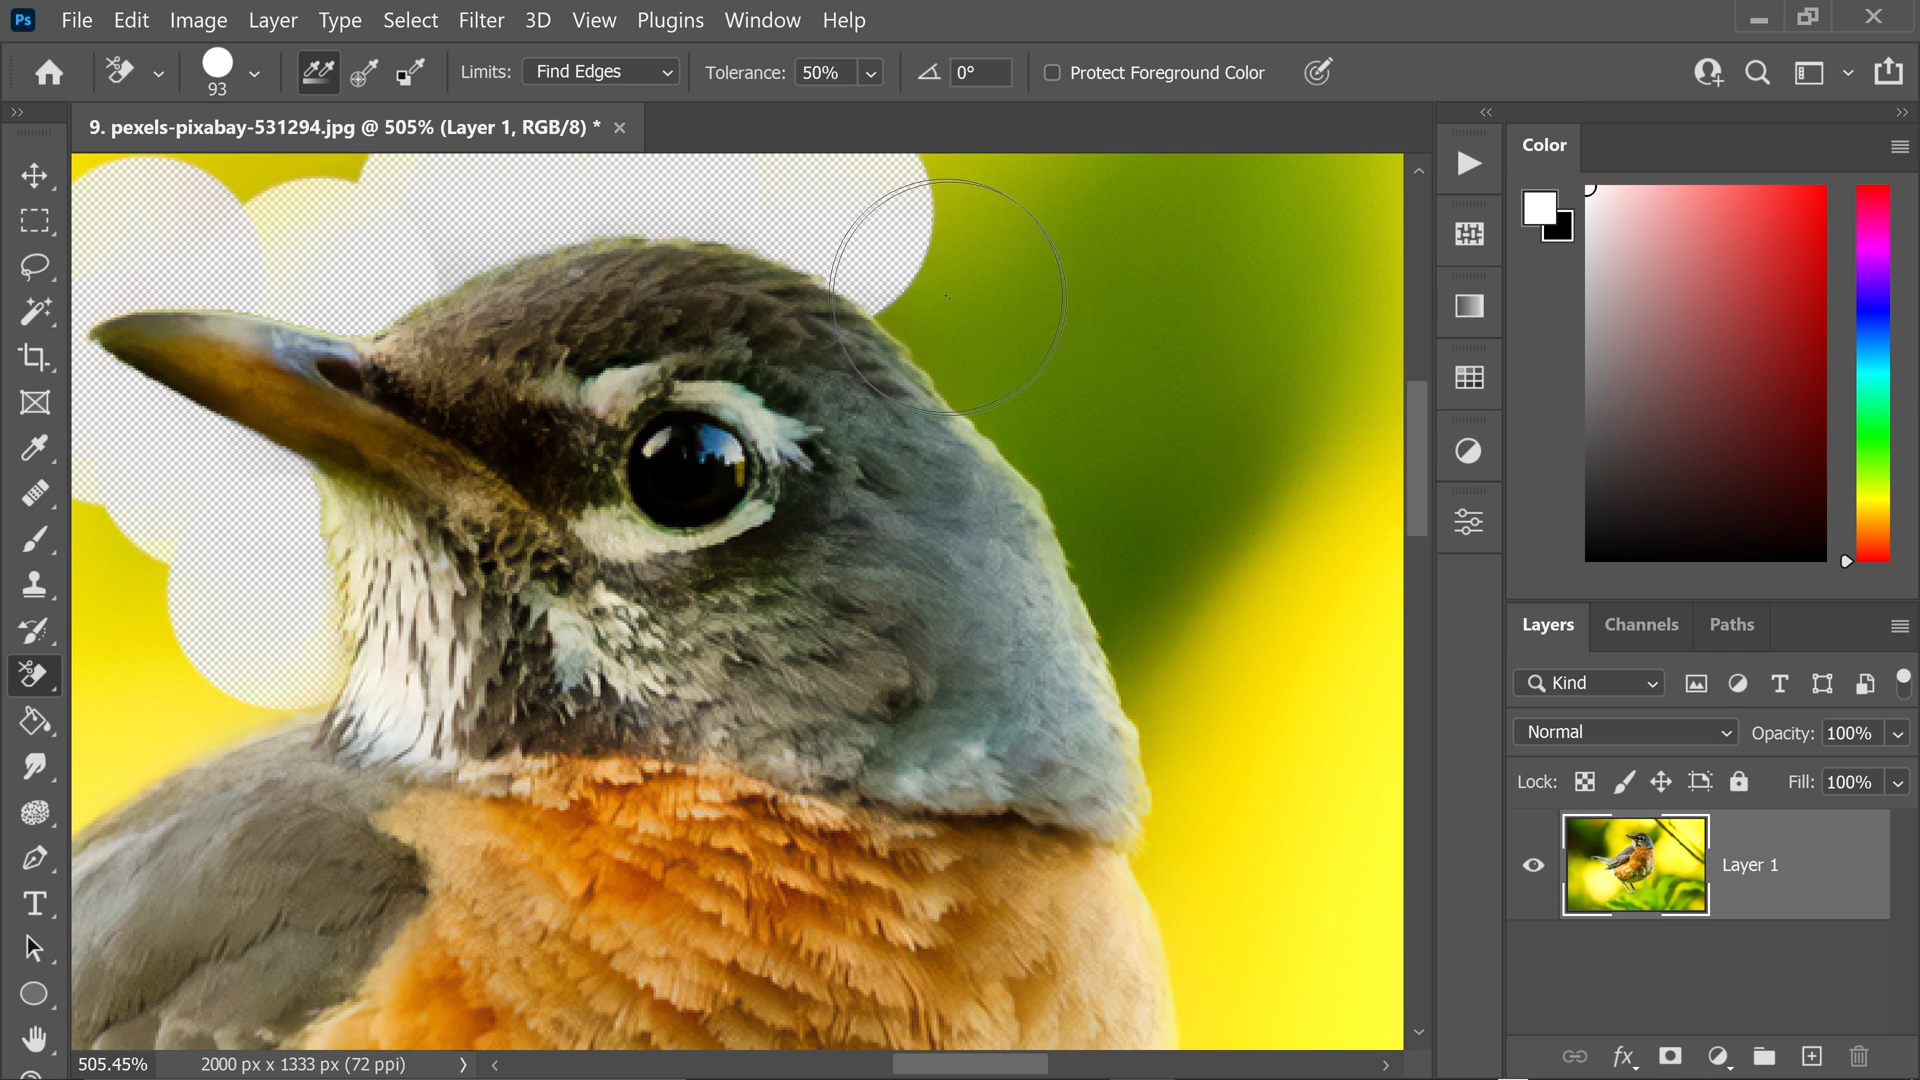 Ps File Edit Image Layer Type Select Filter 3D View Plugins Window Help
93 Limits: Find Edges Tolerance: 50% 0° Protect Foreground Color
9. pexels-pixabay-531294.jpg @ 505% (Layer 1, RGB/8) *
Color
Layers Channels Paths
Kind
Normal Opacity: 100%
Lock: Fill: 100%
Layer 1
fx
505.45% 2000 px x 1333 px (72 ppi)